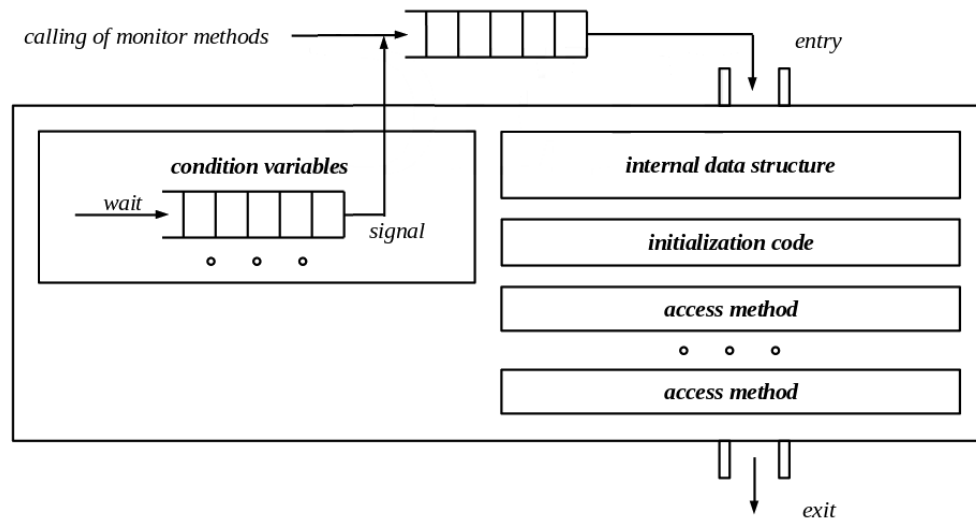 calling of monitor methods
entry
condition variables
wait
signal
internal data structure
initialization code
access method
access method
exit